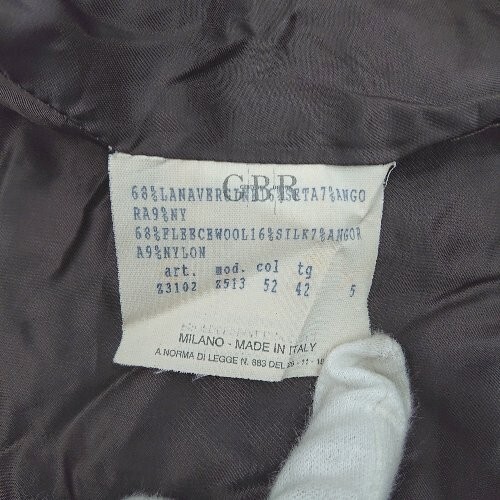 GBR
68%LANAVERGINE16%SETA7%ANGO
RA9%NY
68%FLEECEWOOL16%SILK7%ANGOR
A9%NYLON
art. mod. col tg
Z3102 Z513 52 42 5
MILANO - MADE IN ITALY
A NORMA DI LEGGE N. 883 DEL